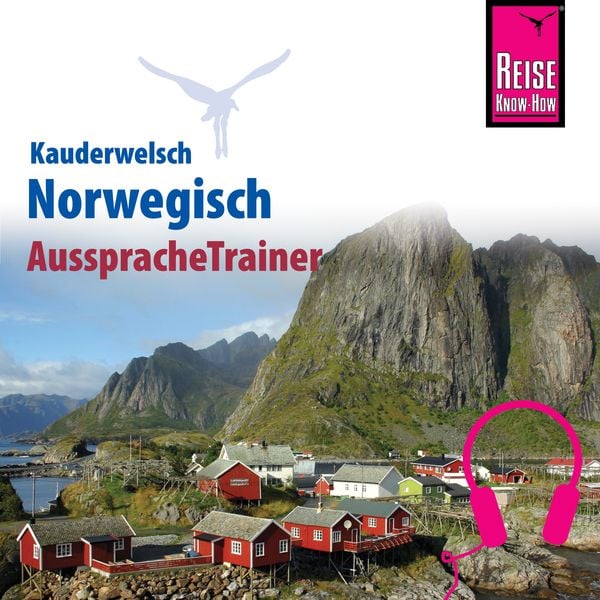 REISE
KNOW-HOW
Kauderwelsch
Norwegisch
AusspracheTrainer